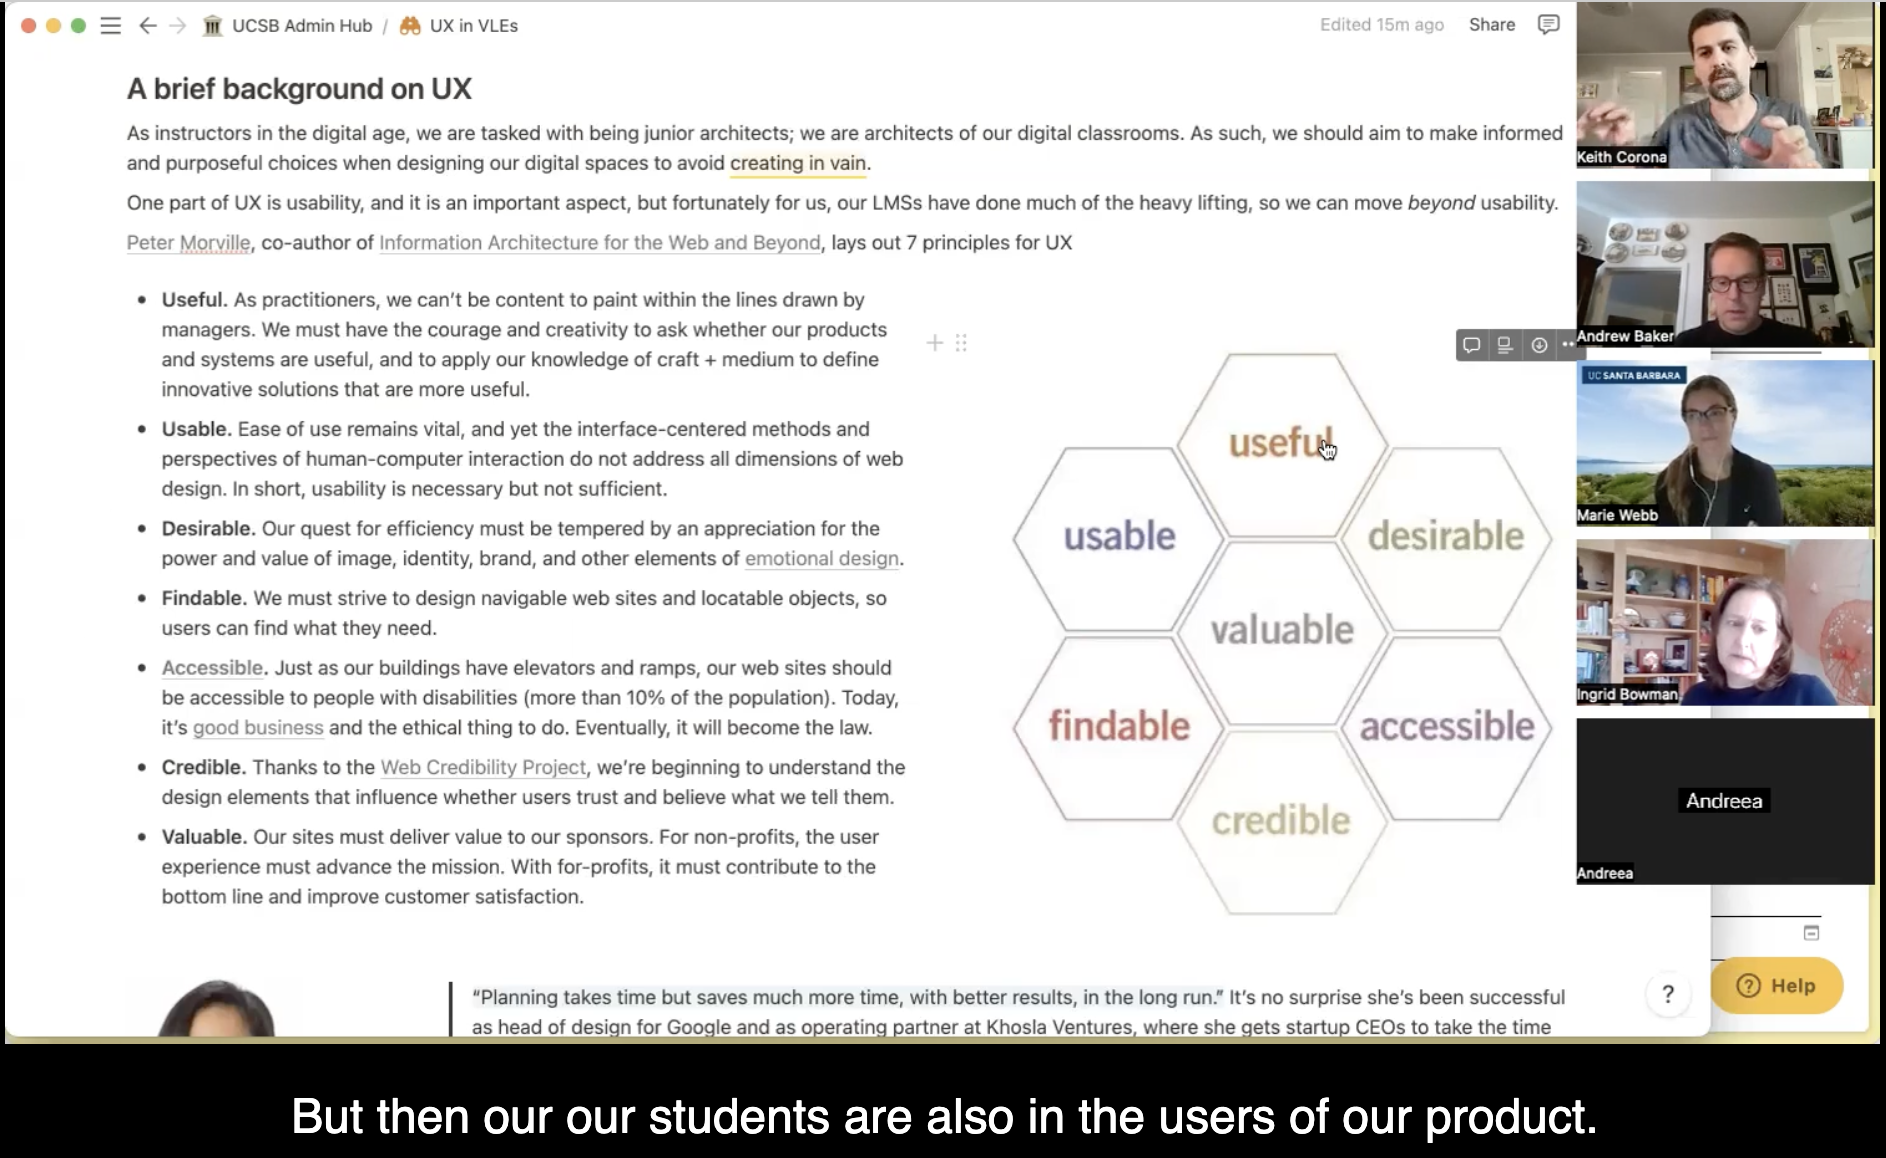 UCSB Admin Hub / UX in VLEs
Edited 15m ago
Share
A brief background on UX
As instructors in the digital age, we are tasked with being junior architects; we are architects of our digital classrooms. As such, we should aim to make informed
and purposeful choices when designing our digital spaces to avoid creating in vain.
One part of UX is usability, and it is an important aspect, but fortunately for us, our LMSs have done much of the heavy lifting, so we can move beyond usability.
Peter Morville, co-author of Information Architecture for the Web and Beyond, lays out 7 principles for UX
• Useful. As practitioners, we can’t be content to paint within the lines drawn by
managers. We must have the courage and creativity to ask whether our products
and systems are useful, and to apply our knowledge of craft + medium to define
innovative solutions that are more useful.
• Usable. Ease of use remains vital, and yet the interface-centered methods and
perspectives of human-computer interaction do not address all dimensions of web
design. In short, usability is necessary but not sufficient.
• Desirable. Our quest for efficiency must be tempered by an appreciation for the
power and value of image, identity, brand, and other elements of emotional design.
• Findable. We must strive to design navigable web sites and locatable objects, so
users can find what they need.
• Accessible. Just as our buildings have elevators and ramps, our web sites should
be accessible to people with disabilities (more than 10% of the population). Today,
it’s good business and the ethical thing to do. Eventually, it will become the law.
• Credible. Thanks to the Web Credibility Project, we’re beginning to understand the
design elements that influence whether users trust and believe what we tell them.
• Valuable. Our sites must deliver value to our sponsors. For non-profits, the user
experience must advance the mission. With for-profits, it must contribute to the
bottom line and improve customer satisfaction.
useful
usable
desirable
valuable
findable
accessible
credible
“Planning takes time but saves much more time, with better results, in the long run.” It’s no surprise she’s been successful
as head of design for Google and as operating partner at Khosla Ventures, where she gets startup CEOs to take the time
Keith Corona
Andrew Baker
UC SANTA BARBARA
Marie Webb
Ingrid Bowman
Andreea
Andreea
?
? Help
But then our our students are also in the users of our product.